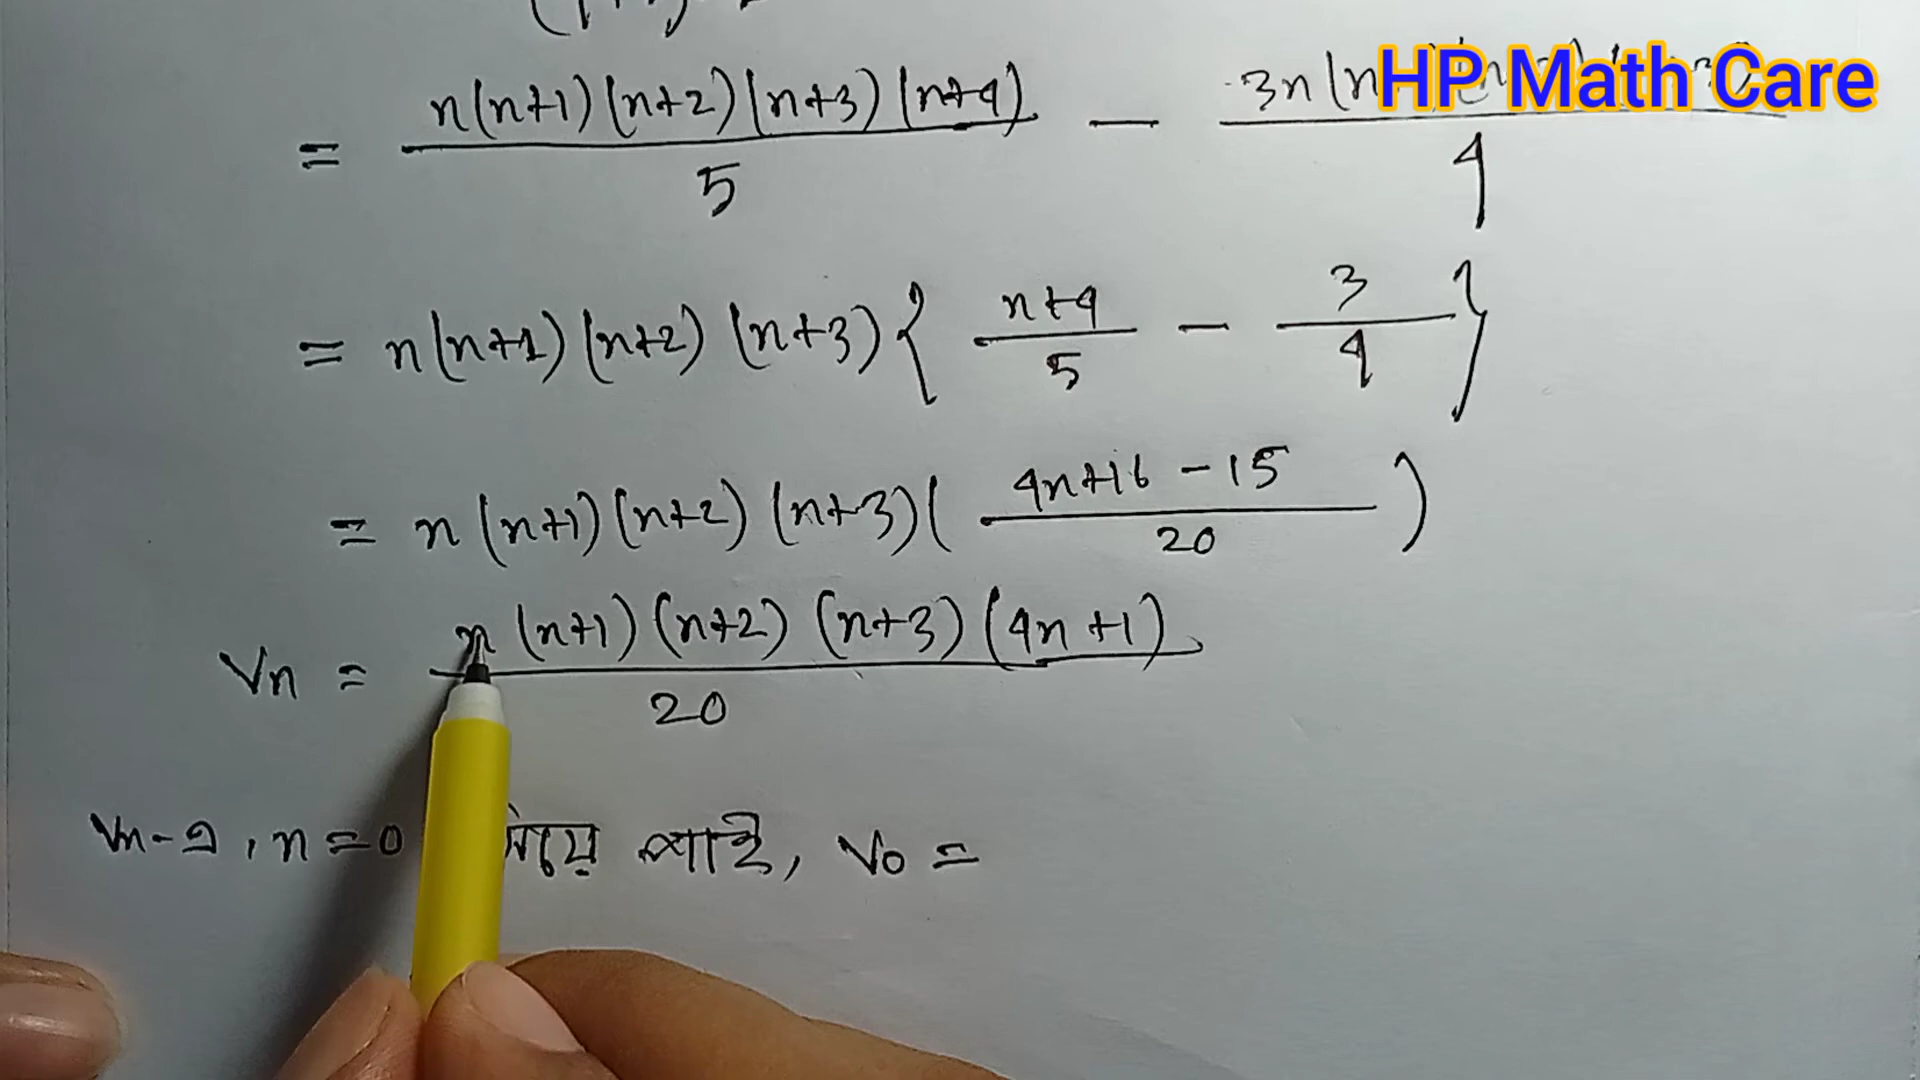 HP Math Care
= n(n+1)(n+2)(n+3)(n+4) / 5 - 3n(n / 4
= n(n+1)(n+2)(n+3){ n+4 / 5 - 3 / 4 }
= n(n+1)(n+2)(n+3)( 4n+16-15 / 20 )
Vn = n(n+1)(n+2)(n+3)(4n+1) / 20
Vn-এ, n=0 পাই, V0 =